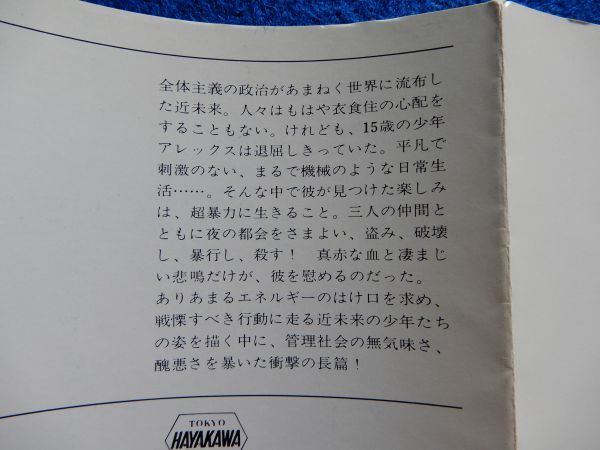 全体主義の政治があまねく世界に流布し
た近未来。人々はもはや衣食住の心配を
することもない。けれども、15歳の少年
アレックスは退屈しきっていた。平凡で
刺激のない、まるで機械のような日常生
活……。そんな中で彼が見つけた楽しみ
は、超暴力に生きること。三人の仲間と
ともに夜の都会をさまよい、盗み、破壊
し、暴行し、殺す！　真赤な血と凄まじ
い悲鳴だけが、彼を慰めるのだった。
ありあまるエネルギーのはけ口を求め、
戦慄すべき行動に走る近未来の少年たち
の姿を描く中に、管理社会の無気味さ、
醜悪さを暴いた衝撃の長篇！
TOKYO
HAYAKAWA